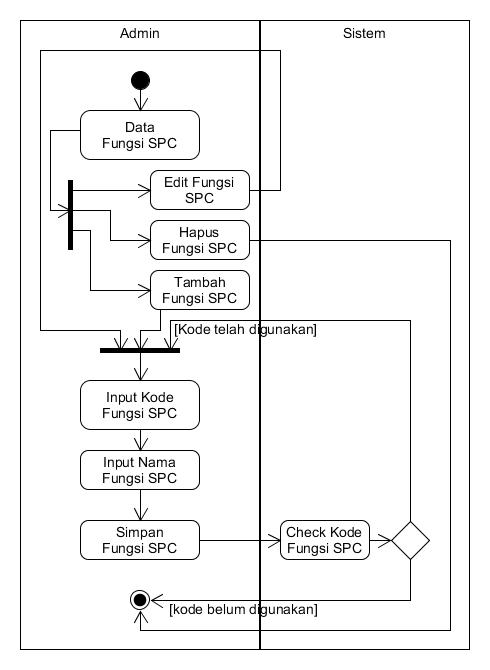 Admin
Sistem
Data
Fungsi SPC
Edit Fungsi
SPC
Hapus
Fungsi SPC
Tambah
Fungsi SPC
[Kode telah digunakan]
Input Kode
Fungsi SPC
Input Nama
Fungsi SPC
Simpan
Fungsi SPC
Check Kode
Fungsi SPC
[kode belum digunakan]